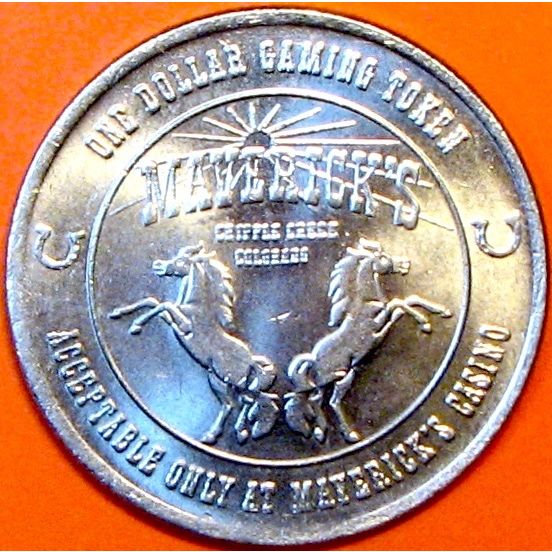 ONE DOLLAR GAMING TOKEN
MAVERICK'S
CRIPPLE CREEK
COLORADO
ACCEPTABLE ONLY AT MAVERICK'S CASINO